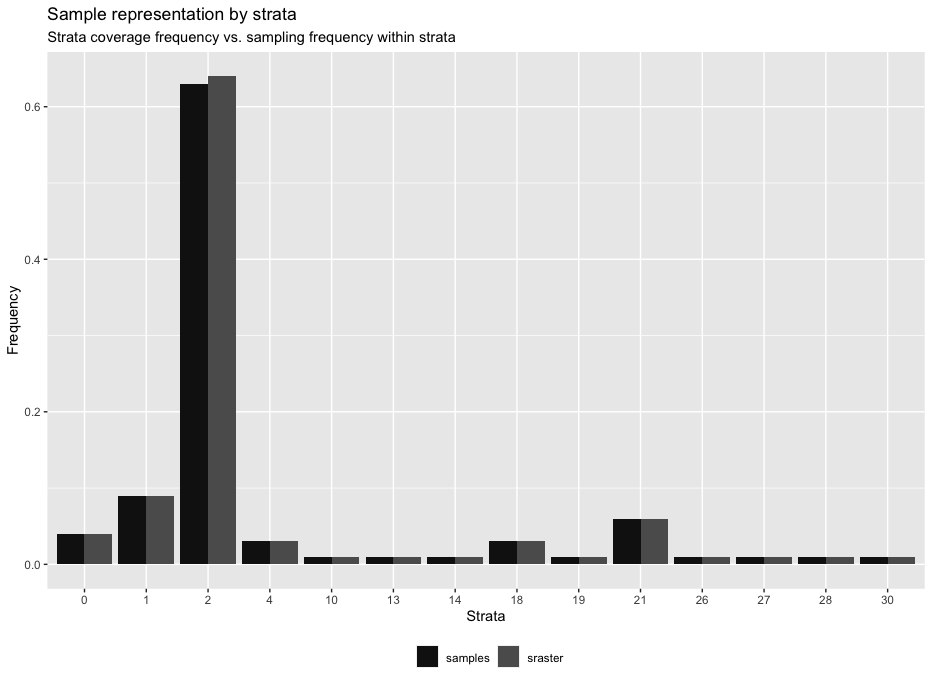 Sample representation by strata
Strata coverage frequency vs. sampling frequency within strata
Frequency
0.6
0.4
0.2
0.0
0 1 2 4 10 13 14 18 19 21 26 27 28 30
Strata
samples sraster